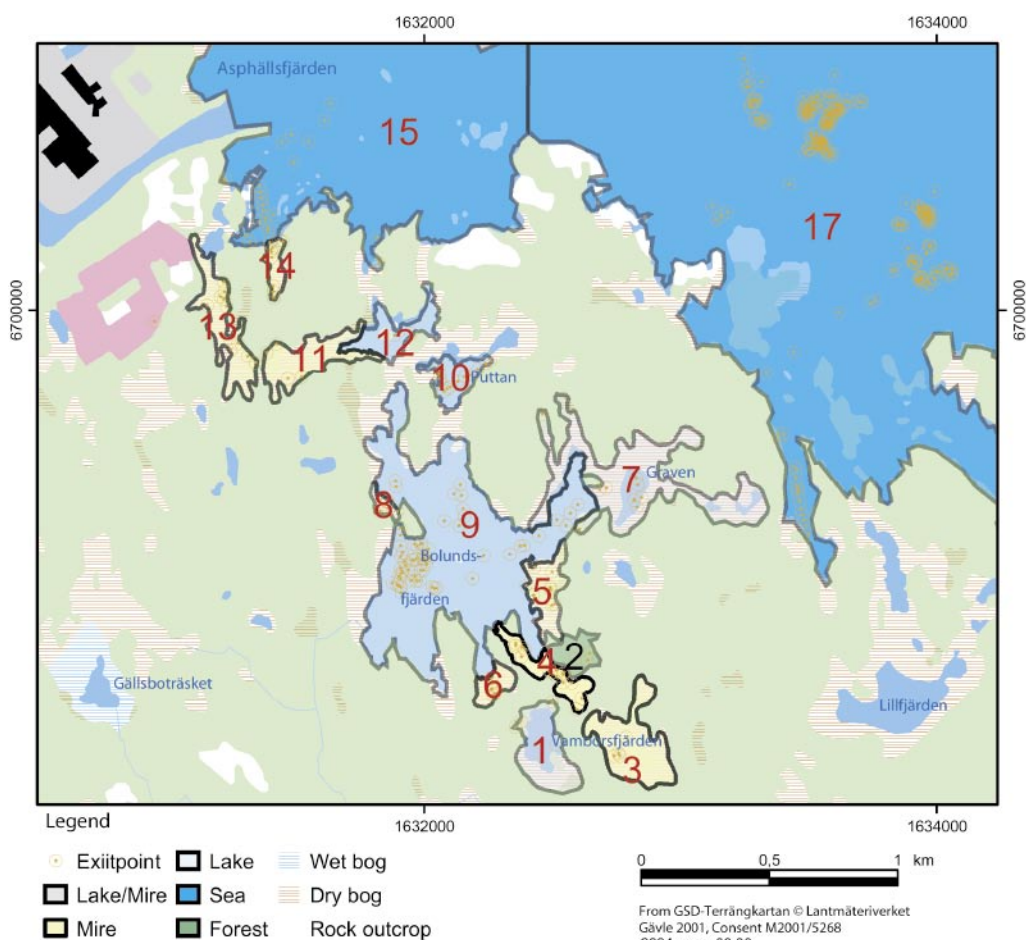 1632000
1634000
Asphällsfjärden
15
17
14
6700000
6700000
13
12
11
10
Puttan
7
Graven
8
9
Bolunds-
fjärden
5
4
2
6
Gällsboträsket
Lillfjärden
1
Vambörsfjärden
3
1632000
1634000
Legend
Exiitpoint
Lake
Wet bog
Lake/Mire
Sea
Dry bog
Mire
Forest
Rock outcrop
0
0,5
1
km
From GSD-Terrängkartan © Lantmäteriverket
Gävle 2001, Consent M2001/5268